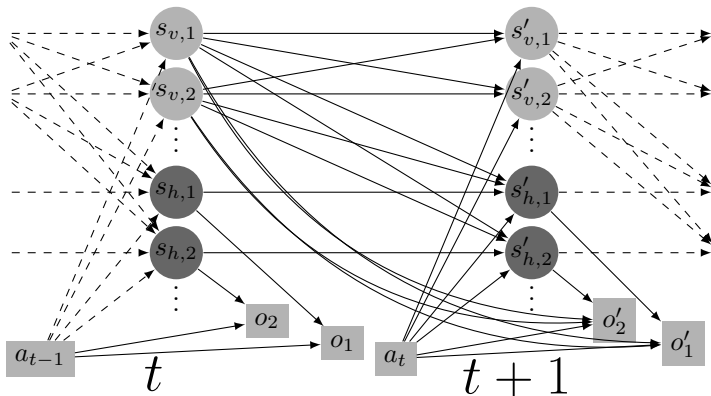 s_{v,1} s'_{v,1}
s_{v,2} s'_{v,2}
s_{h,1} s'_{h,1}
s_{h,2} s'_{h,2}
o_2 o'_2
o_1 o'_1
a_{t−1} a_t
t t + 1